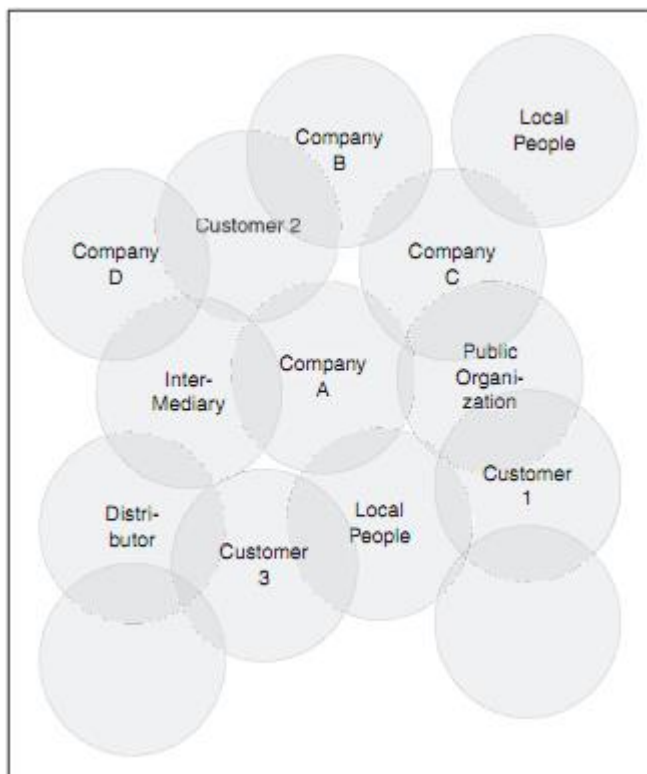 Local
People
Company
B
Customer 2
Company
D
Company
C
Company
A
Public
Organi-
zation
Inter-
Mediary
Customer
1
Distri-
butor
Local
People
Customer
3